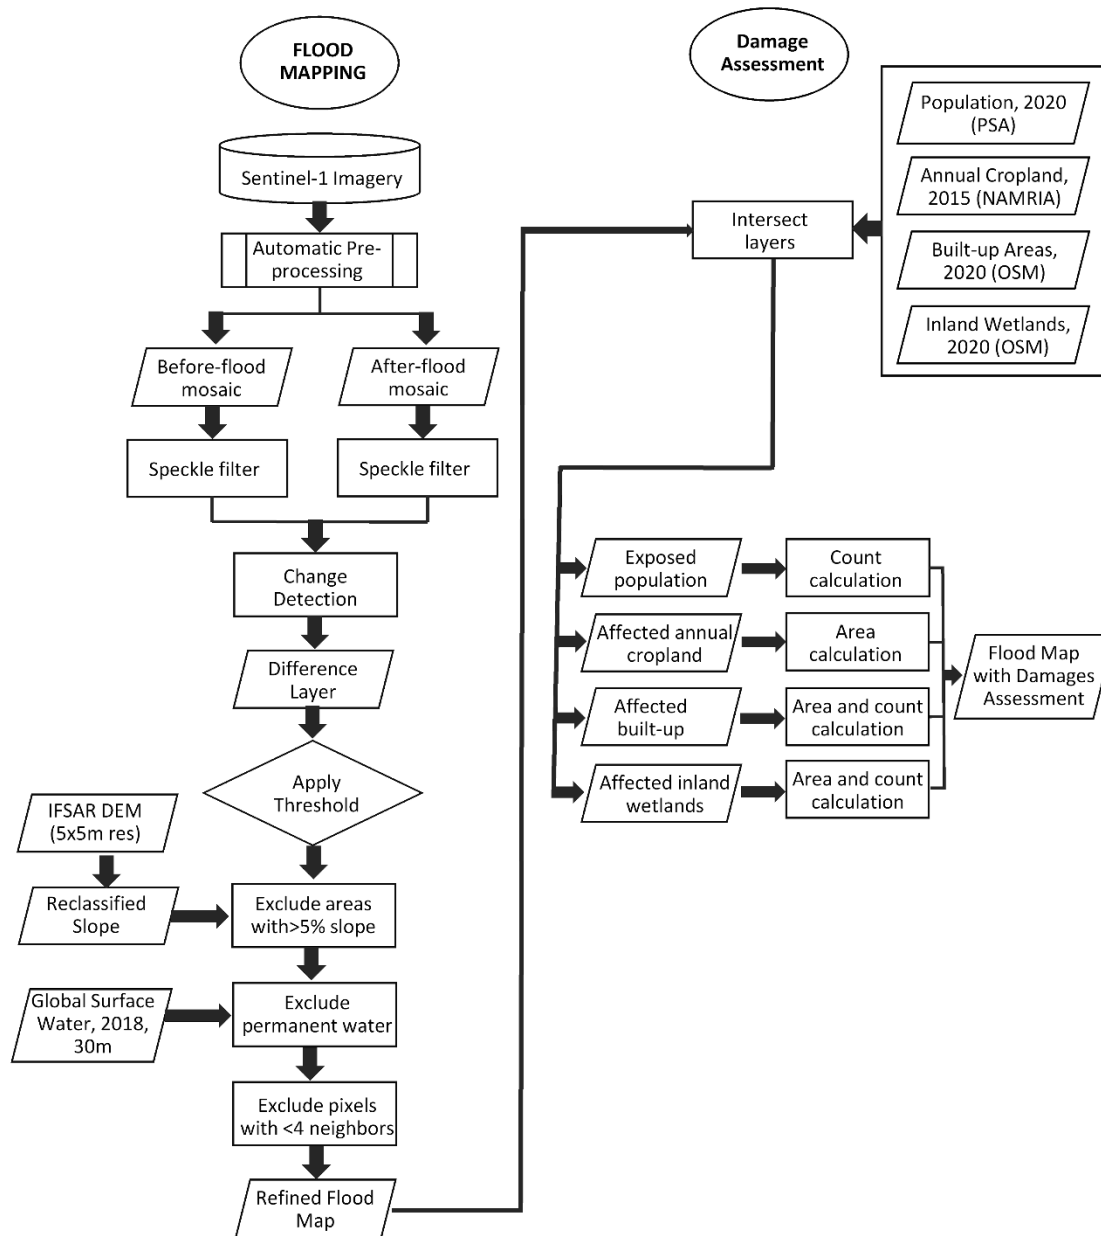 FLOOD
MAPPING
Sentinel-1 Imagery
Automatic Pre-
processing
Before-flood
mosaic
After-flood
mosaic
Speckle filter
Speckle filter
Change
Detection
Difference
Layer
Apply
Threshold
IFSAR DEM
(5x5m res)
Reclassified
Slope
Exclude areas
with>5% slope
Global Surface
Water, 2018,
30m
Exclude
permanent water
Exclude pixels
with <4 neighbors
Refined Flood
Map
Damage
Assessment
Population, 2020
(PSA)
Annual Cropland,
2015 (NAMRIA)
Built-up Areas,
2020 (OSM)
Inland Wetlands,
2020 (OSM)
Intersect
layers
Exposed
population
Count
calculation
Affected annual
cropland
Area
calculation
Affected
built-up
Area and count
calculation
Affected inland
wetlands
Area and count
calculation
Flood Map
with Damages
Assessment